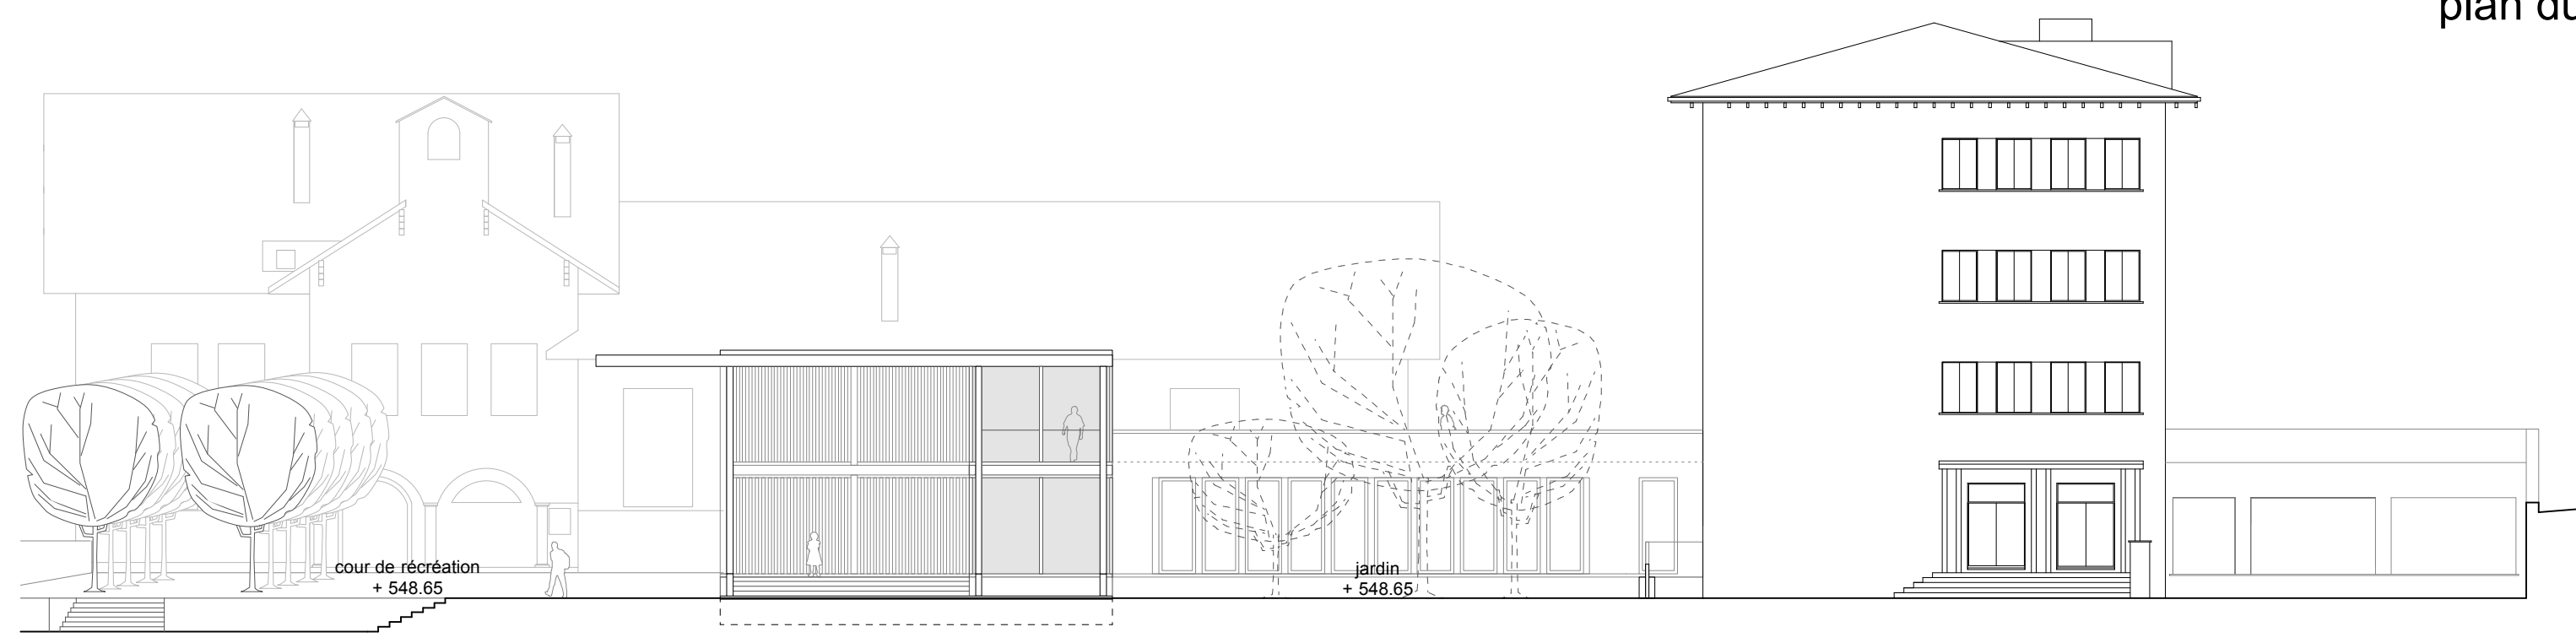 plan du
cour de récréation
+ 548.65
jardin
+ 548.65